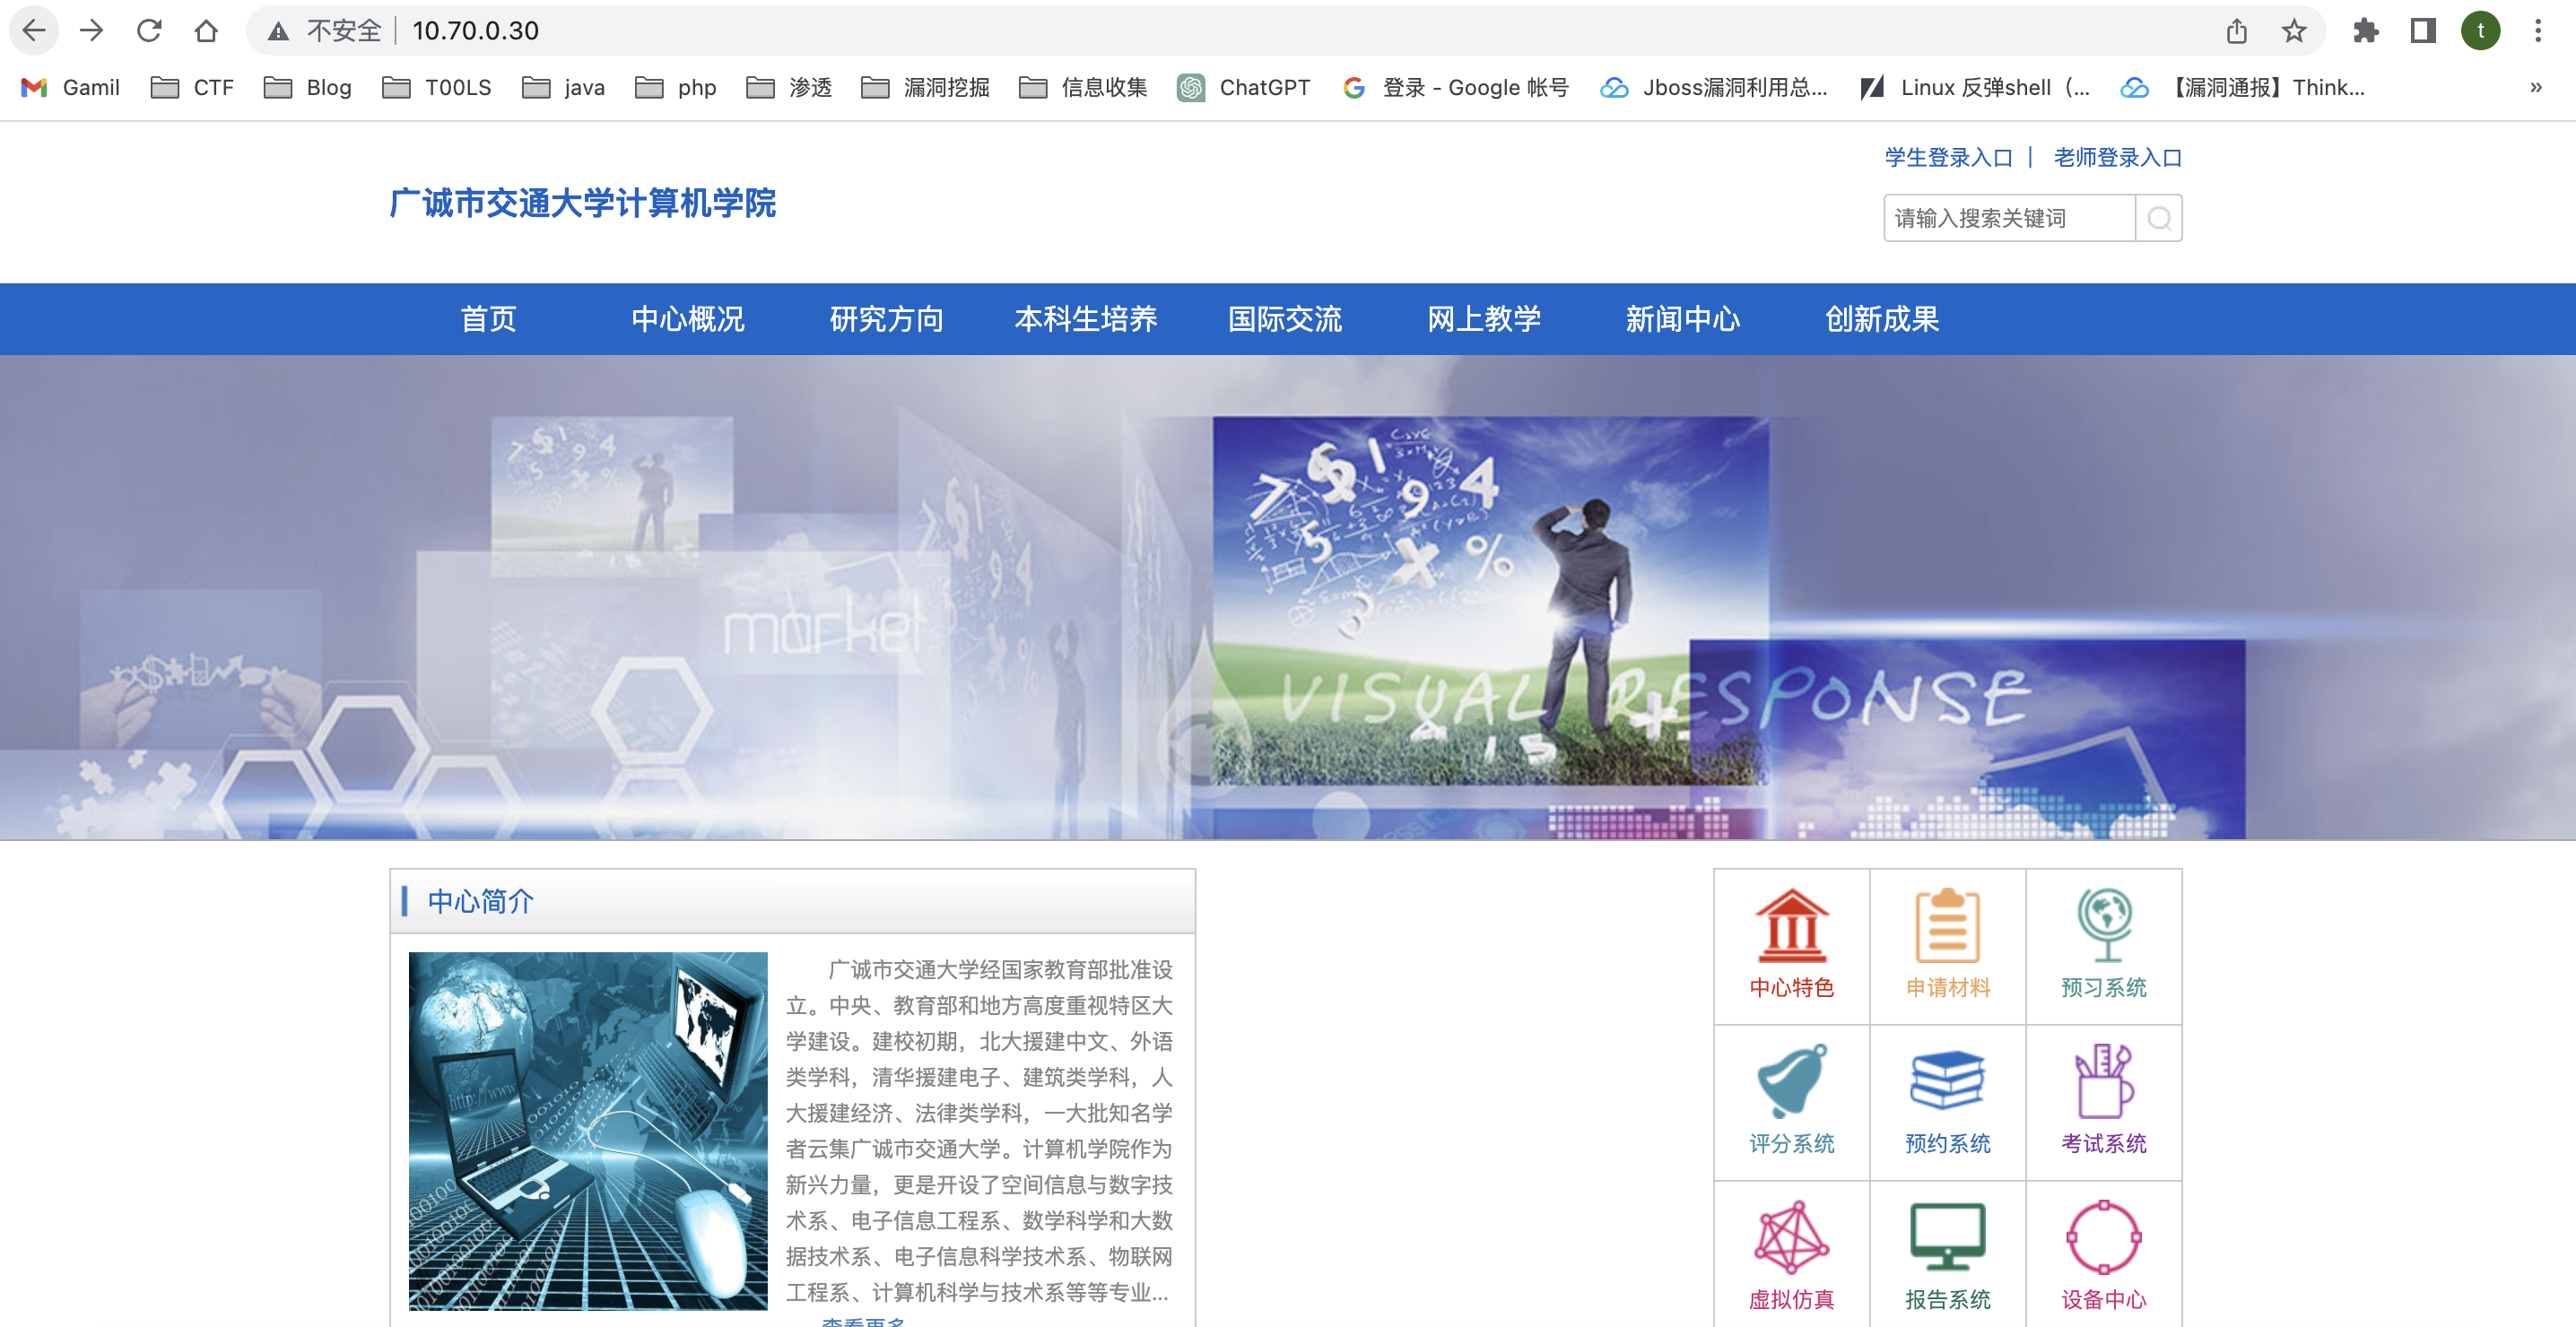 不安全 10.70.0.30 t
Gamil CTF Blog T00LS java php 渗透 漏洞挖掘 信息收集 ChatGPT 登录 - Google 帐号 Jboss漏洞利用总... Linux 反弹shell（... 【漏洞通报】Think... »
学生登录入口 | 老师登录入口
广诚市交通大学计算机学院
请输入搜索关键词
首页 中心概况 研究方向 本科生培养 国际交流 网上教学 新闻中心 创新成果
market
VISUAL RESPONSE
中心简介
http://www
广诚市交通大学经国家教育部批准设
立。中央、教育部和地方高度重视特区大
学建设。建校初期，北大援建中文、外语
类学科，清华援建电子、建筑类学科，人
大援建经济、法律类学科，一大批知名学
者云集广诚市交通大学。计算机学院作为
新兴力量，更是开设了空间信息与数字技
术系、电子信息工程系、数学科学和大数
据技术系、电子信息科学技术系、物联网
工程系、计算机科学与技术系等等专业...
查看更多
中心特色 申请材料 预习系统
评分系统 预约系统 考试系统
虚拟仿真 报告系统 设备中心